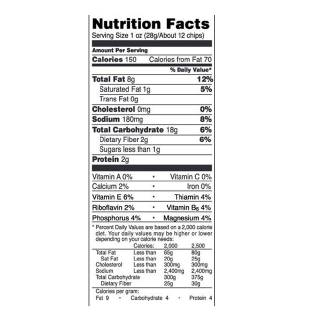 Nutrition Facts
Serving Size 1 oz (28g/About 12 chips)
Amount Per Serving
Calories 150 Calories from Fat 70
% Daily Value*
Total Fat 8g 12%
Saturated Fat 1g 5%
Trans Fat 0g
Cholesterol 0mg 0%
Sodium 180mg 8%
Total Carbohydrate 18g 6%
Dietary Fiber 2g 6%
Sugars less than 1g
Protein 2g
Vitamin A 0% • Vitamin C 0%
Calcium 2% • Iron 0%
Vitamin E 6% • Thiamin 4%
Riboflavin 2% • Vitamin B6 4%
Phosphorus 4% • Magnesium 4%
* Percent Daily Values are based on a 2,000 calorie
diet. Your daily values may be higher or lower
depending on your calorie needs:
Calories: 2,000 2,500
Total Fat Less than 65g 80g
Sat Fat Less than 20g 25g
Cholesterol Less than 300mg 300mg
Sodium Less than 2,400mg 2,400mg
Total Carbohydrate 300g 375g
Dietary Fiber 25g 30g
Calories per gram:
Fat 9 • Carbohydrate 4 • Protein 4